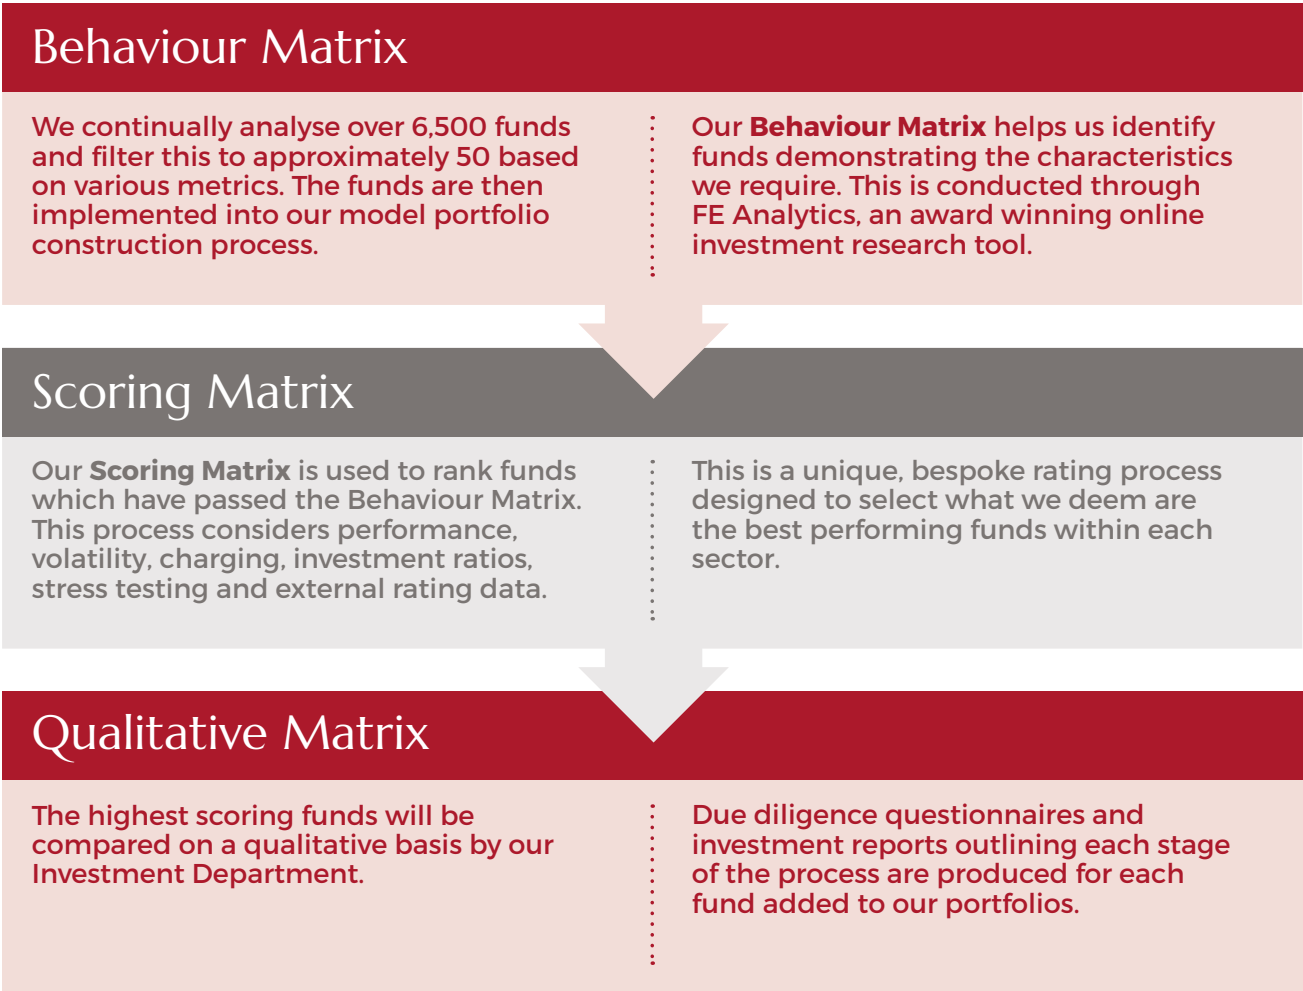 Behaviour Matrix
We continually analyse over 6,500 funds
and filter this to approximately 50 based
on various metrics. The funds are then
implemented into our model portfolio
construction process.
Our Behaviour Matrix helps us identify
funds demonstrating the characteristics
we require. This is conducted through
FE Analytics, an award winning online
investment research tool.
Scoring Matrix
Our Scoring Matrix is used to rank funds
which have passed the Behaviour Matrix.
This process considers performance,
volatility, charging, investment ratios,
stress testing and external rating data.
This is a unique, bespoke rating process
designed to select what we deem are
the best performing funds within each
sector.
Qualitative Matrix
The highest scoring funds will be
compared on a qualitative basis by our
Investment Department.
Due diligence questionnaires and
investment reports outlining each stage
of the process are produced for each
fund added to our portfolios.